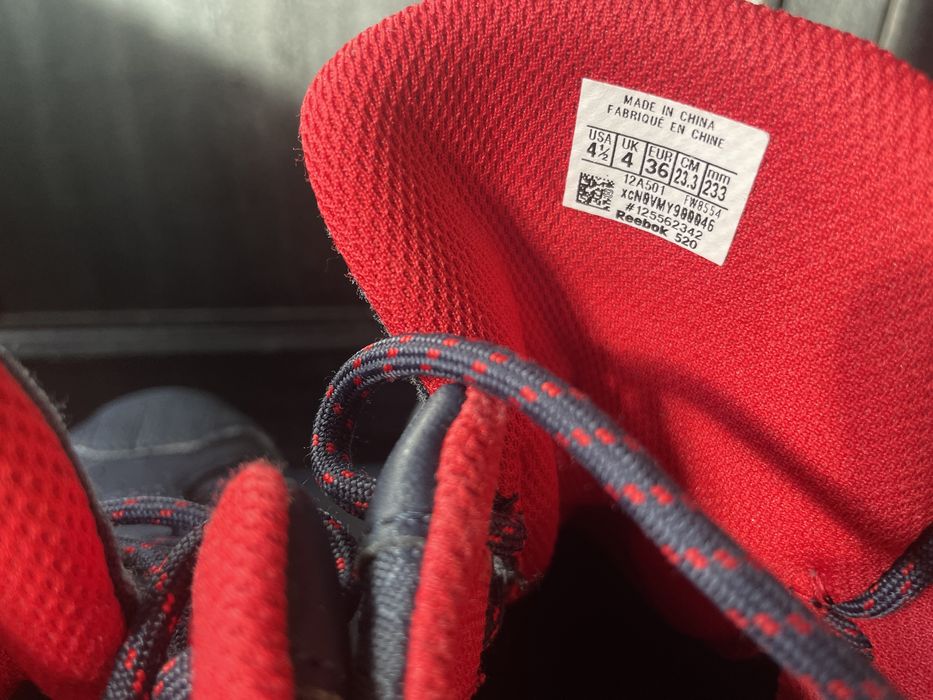 MADE IN CHINA
FABRIQUÉ EN CHINE
USA UK EUR CM mm
4½ 4 36 23.3 233
12A501 FW8554
#125562342
Reebok 520